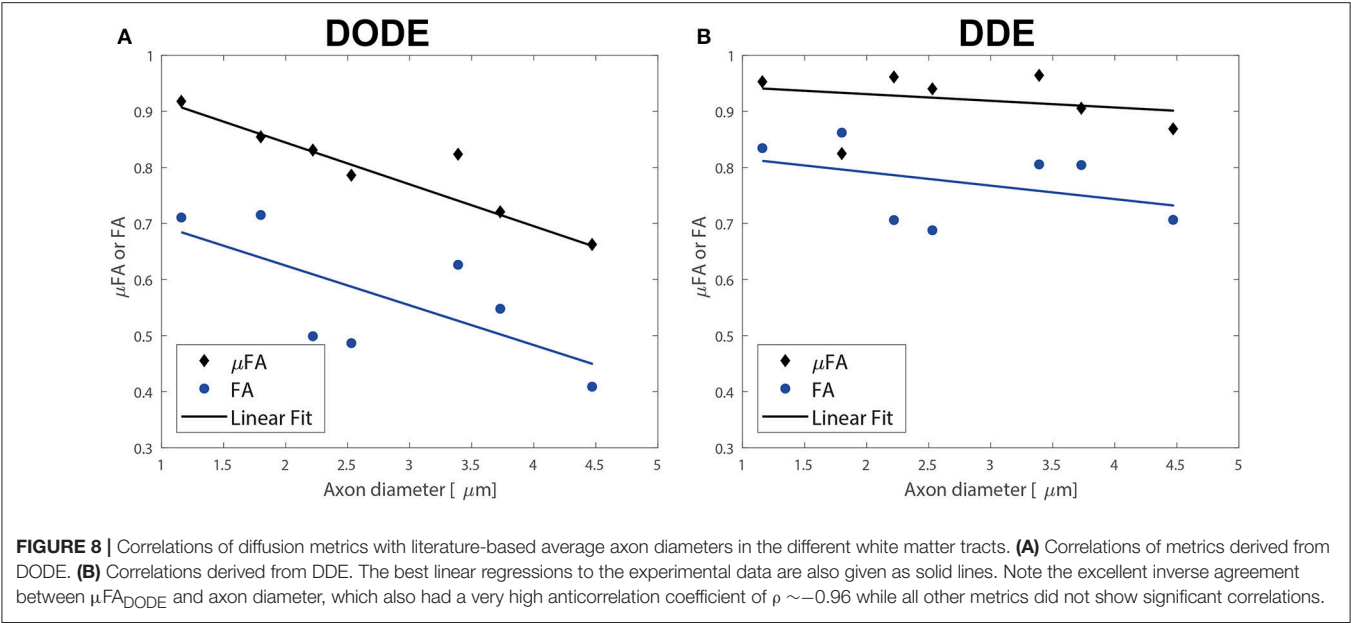 A
DODE
1
0.9
0.8
0.7
0.6
0.5
0.4
0.3
μFA or FA
μFA
FA
Linear Fit
1 1.5 2 2.5 3 3.5 4 4.5 5
Axon diameter [ μm]
B
DDE
1
0.9
0.8
0.7
0.6
0.5
0.4
0.3
μFA or FA
μFA
FA
Linear Fit
1 1.5 2 2.5 3 3.5 4 4.5 5
Axon diameter [ μm]
FIGURE 8 | Correlations of diffusion metrics with literature-based average axon diameters in the different white matter tracts. (A) Correlations of metrics derived from
DODE. (B) Correlations derived from DDE. The best linear regressions to the experimental data are also given as solid lines. Note the excellent inverse agreement
between μFADODE and axon diameter, which also had a very high anticorrelation coefficient of ρ ∼−0.96 while all other metrics did not show significant correlations.